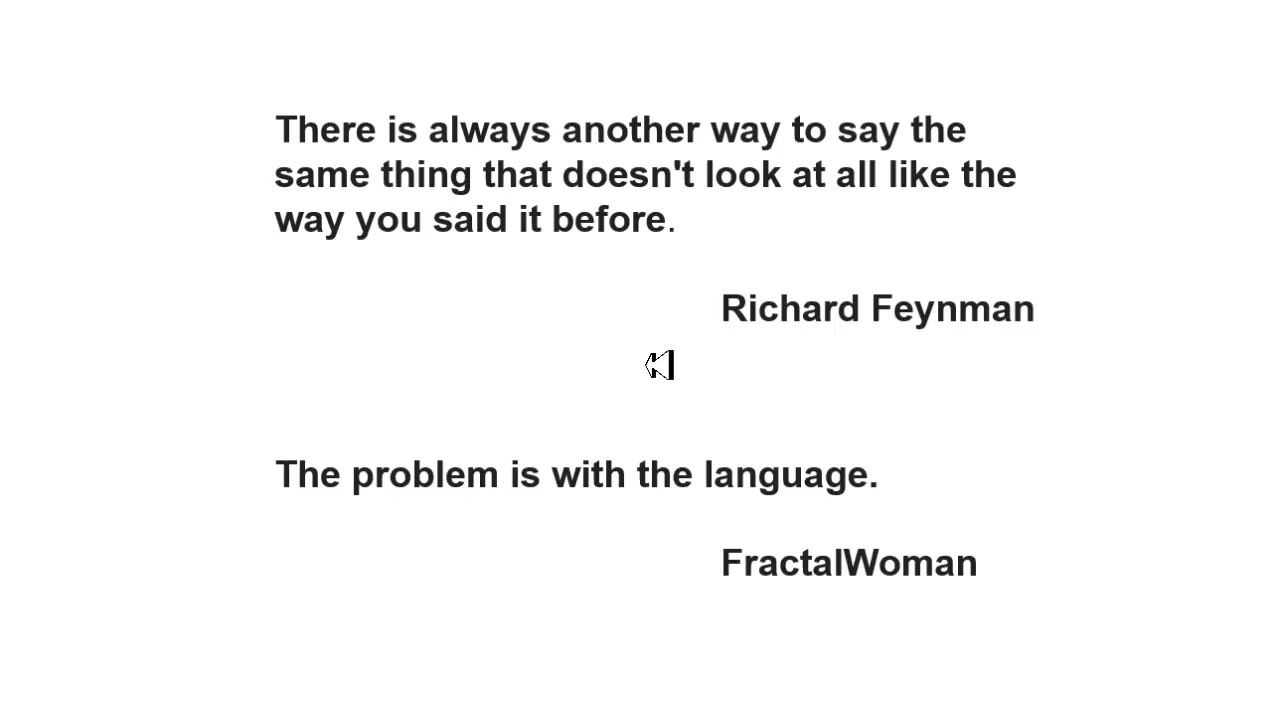 There is always another way to say the
same thing that doesn't look at all like the
way you said it before.
Richard Feynman
The problem is with the language.
FractalWoman